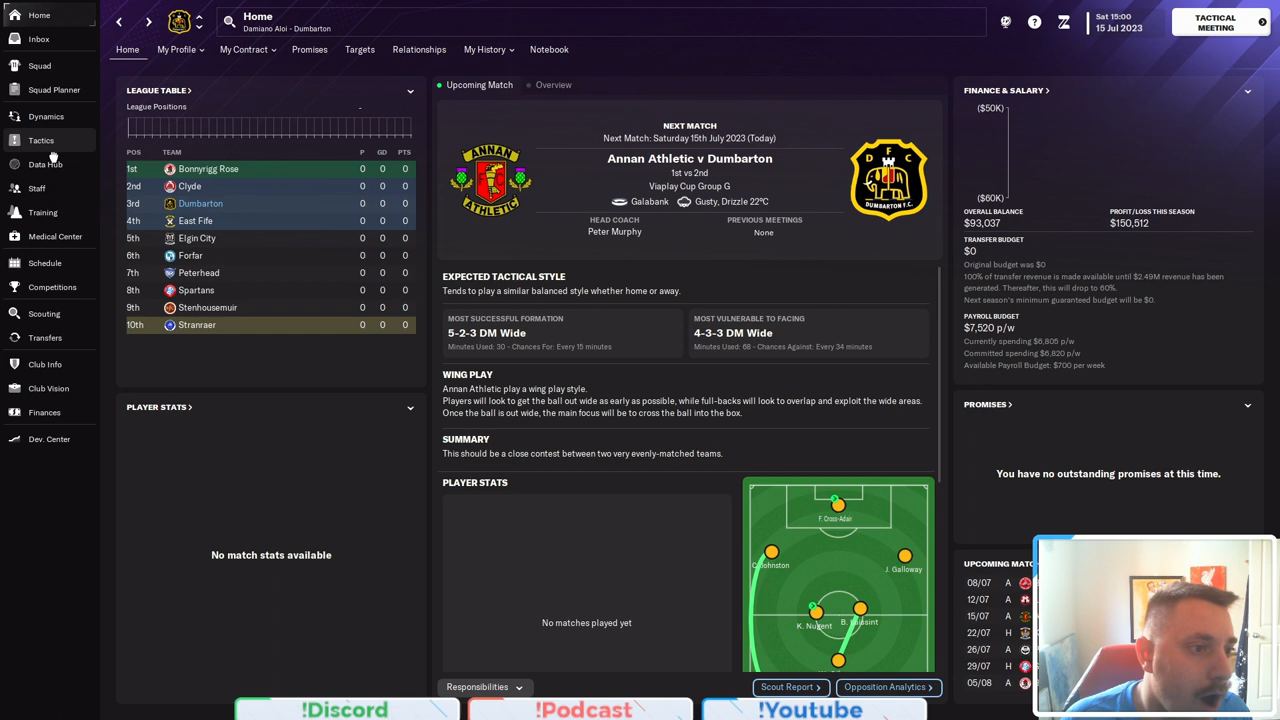 Home
Inbox
Squad
Squad Planner
Dynamics
Tactics
Data Hub
Staff
Training
Medical Center
Schedule
Competitions
Scouting
Transfers
Club Info
Club Vision
Finances
Dev. Center
Home
Damiano Aloi - Dumbarton
Sat 15:00
15 Jul 2023
TACTICAL MEETING
Home My Profile My Contract Promises Targets Relationships My History Notebook
LEAGUE TABLE
League Positions -
POS TEAM P GD PTS
1st Bonnyrigg Rose 0 0 0
2nd Clyde 0 0 0
3rd Dumbarton 0 0 0
4th East Fife 0 0 0
5th Elgin City 0 0 0
6th Forfar 0 0 0
7th Peterhead 0 0 0
8th Spartans 0 0 0
9th Stenhousemuir 0 0 0
10th Stranraer 0 0 0
PLAYER STATS
No match stats available
Upcoming Match Overview
ANNAN
ATHLETIC
NEXT MATCH
Next Match: Saturday 15th July 2023 (Today)
Annan Athletic v Dumbarton
1st vs 2nd
Viaplay Cup Group G
Galabank Gusty, Drizzle 22°C
HEAD COACH
Peter Murphy
PREVIOUS MEETINGS
None
D F C
DUMBARTON F.C.
EXPECTED TACTICAL STYLE
Tends to play a similar balanced style whether home or away.
MOST SUCCESSFUL FORMATION
5-2-3 DM Wide
Minutes Used: 30 - Chances For: Every 15 minutes
MOST VULNERABLE TO FACING
4-3-3 DM Wide
Minutes Used: 68 - Chances Against: Every 34 minutes
WING PLAY
Annan Athletic play a wing play style.
Players will look to get the ball out wide as early as possible, while full-backs will look to overlap and exploit the wide areas.
Once the ball is out wide, the main focus will be to cross the ball into the box.
SUMMARY
This should be a close contest between two very evenly-matched teams.
PLAYER STATS
No matches played yet
F. Cross-Adair
C. Johnston
J. Galloway
K. Nugent
Responsibilities
Scout Report
Opposition Analytics
FINANCE & SALARY
($50K)
($60K)
OVERALL BALANCE
$93,037
PROFIT/LOSS THIS SEASON
$150,512
TRANSFER BUDGET
$0
Original budget was $0
100% of transfer revenue is made available until $2.49M revenue has been
generated. Thereafter, this will drop to 60%.
Next season's minimum guaranteed budget will be $0.
PAYROLL BUDGET
$7,520 p/w
Currently spending $6,805 p/w
Committed spending $6,820 p/w
Available Payroll Budget: $700 per week
PROMISES
You have no outstanding promises at this time.
UPCOMING MATC
08/07 A
12/07 A
15/07 A
22/07 H
26/07 A
29/07 H
05/08 A
!Discord
!Podcast
!Youtube